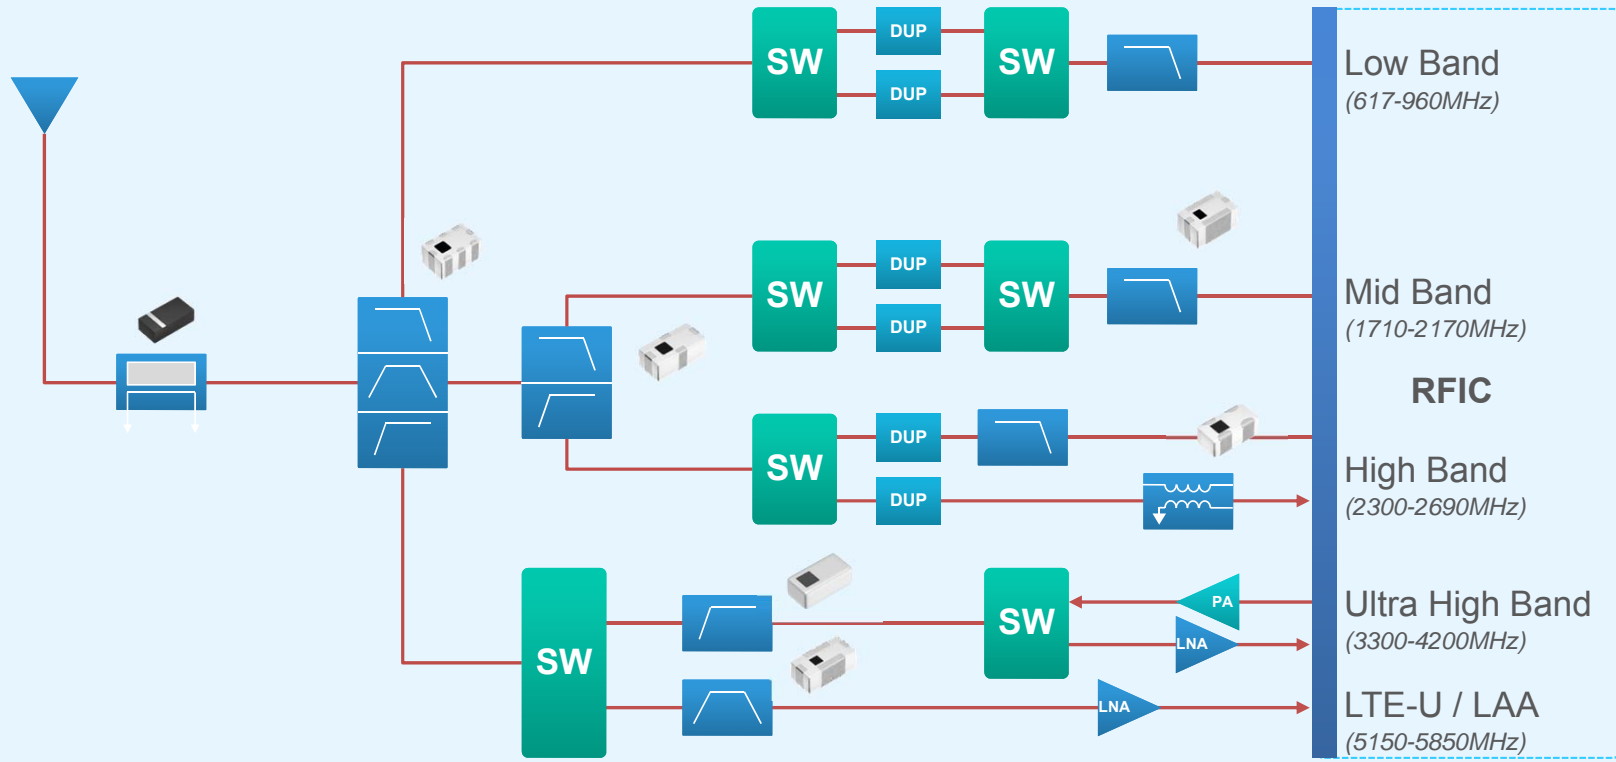 SW
DUP
DUP
SW
Low Band
(617-960MHz)
SW
DUP
DUP
SW
Mid Band
(1710-2170MHz)
RFIC
SW
DUP
DUP
High Band
(2300-2690MHz)
SW
SW
PA
LNA
Ultra High Band
(3300-4200MHz)
LNA
LTE-U / LAA
(5150-5850MHz)